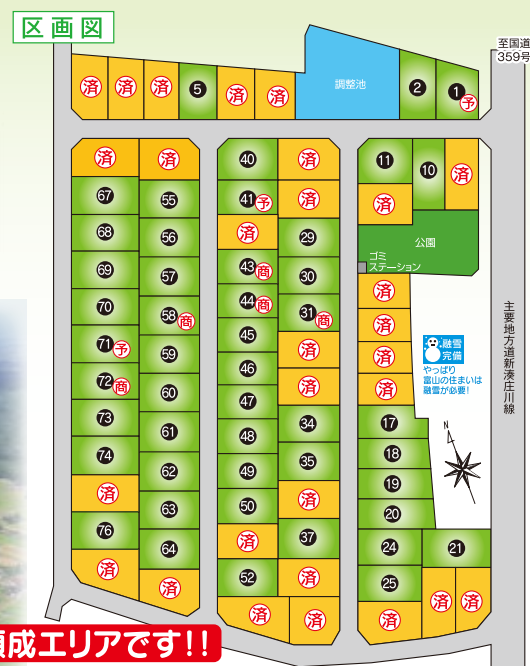 区画図
至国道
359号
済 済 済 5 済 済
調整池
2 1 予
済 済
40 済
11 10 済
67 55
41 予 済
済
68 56
済 29
公園
69 57
43 商 30
ゴミ
ステーション
70 58 商
44 商 31 商
済
71 予 59
45 済
済
72 商 60
46 済
済
73 61
47 34
済
74 62
48 35
17
済 63
49 済
18
76 64
50 37
19
済 済
済 済
20
52
24 21
済 済
25 済 済
済
主要地方道新湊庄川線
融雪
完備
やっぱり
富山の住まいは
融雪が必要!
N
成エリアです!!